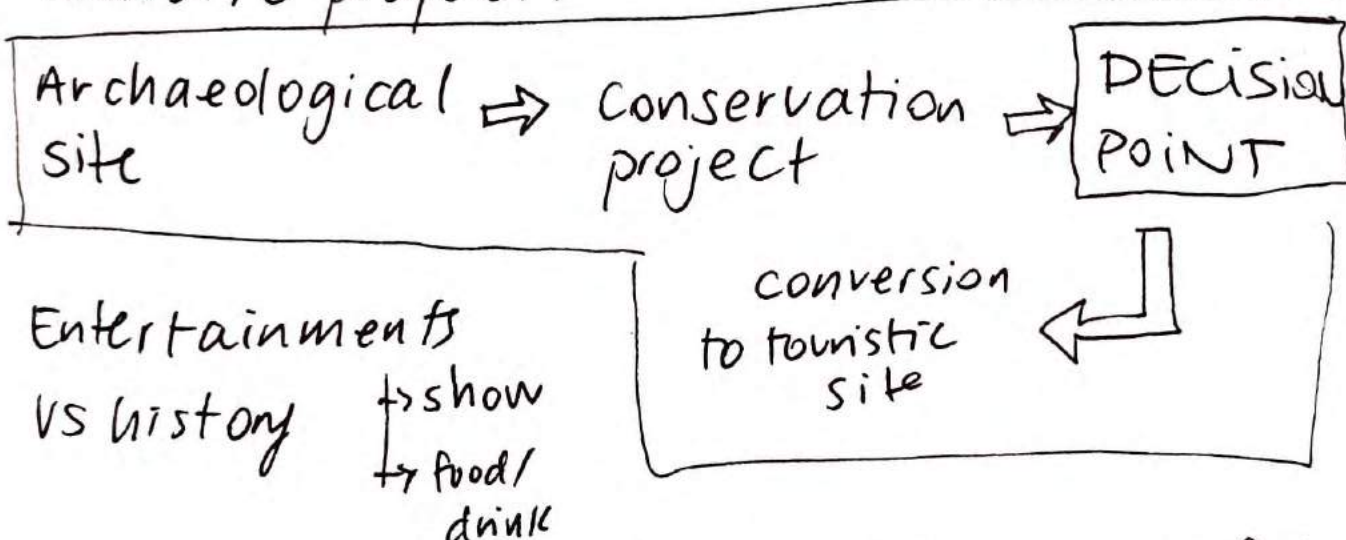 Archaeological ⇨ Conservation ⇨ DECISION
site project POINT
conversion
to touristic
site
Entertainments
vs history
↳ show
↳ food/
drink